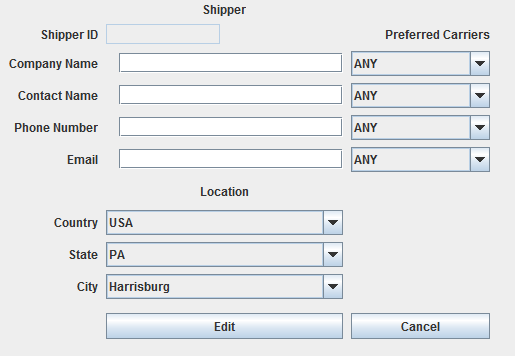 Shipper
Shipper ID Preferred Carriers
Company Name ANY
Contact Name ANY
Phone Number ANY
Email ANY
Location
Country USA
State PA
City Harrisburg
Edit Cancel